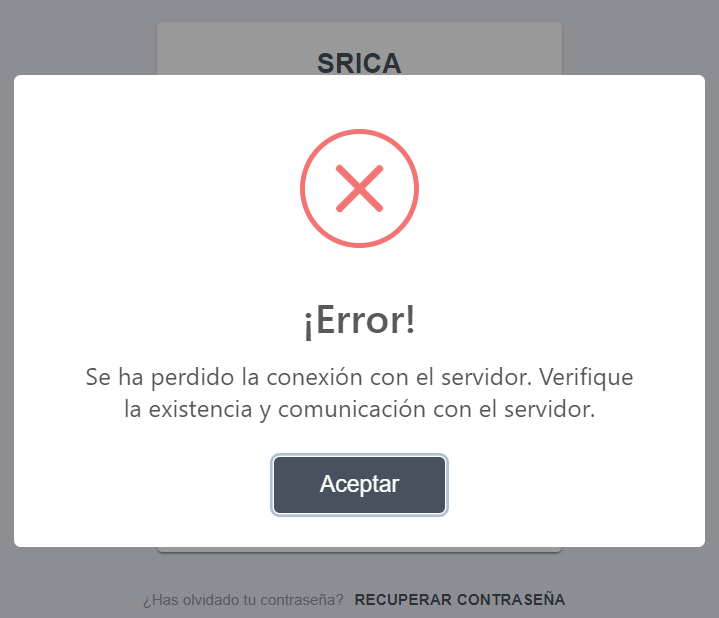 SRICA
¡Error!
Se ha perdido la conexión con el servidor. Verifique
la existencia y comunicación con el servidor.
Aceptar
¿Has olvidado tu contraseña? RECUPERAR CONTRASEÑA